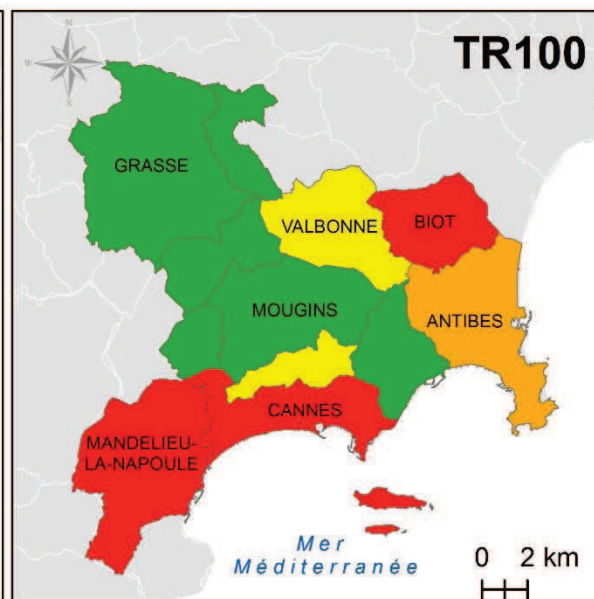 TR100
N
W
E
S
GRASSE
VALBONNE
BIOT
MOUGINS
ANTIBES
CANNES
MANDELIEU-
LA-NAPOULE
Mer
Méditerranée
0 2 km